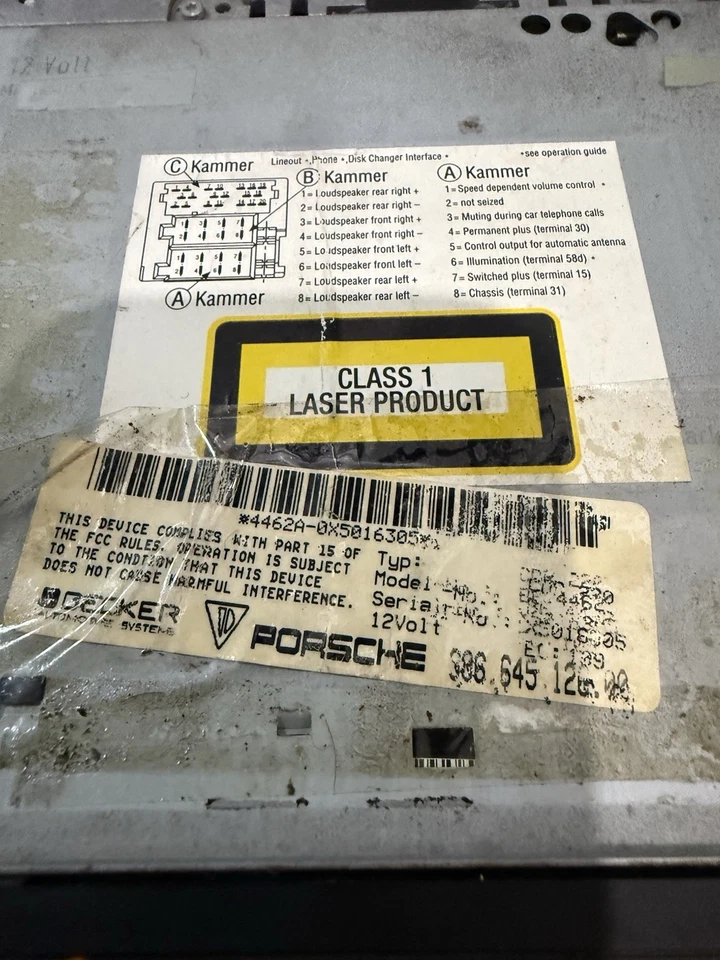 C Kammer
Lineout *,Phone *,Disk Changer Interface *
*see operation guide
B Kammer
1= Loudspeaker rear right +
2= Loudspeaker rear right –
3= Loudspeaker front right +
4= Loudspeaker front right –
5= Loudspeaker front left +
6= Loudspeaker front left –
7= Loudspeaker rear left +
8= Loudspeaker rear left –
A Kammer
1=Speed dependent volume control *
2= not seized
3= Muting during car telephone calls
4= Permanent plus (terminal 30)
5= Control output for automatic antenna
6= Illumination (terminal 58d) *
7= Switched plus (terminal 15)
8= Chassis (terminal 31)
A Kammer
CLASS 1
LASER PRODUCT
*4462A-0X5016305*
THIS DEVICE COMPLIES WITH PART 15 OF
THE FCC RULES. OPERATION IS SUBJECT
TO THE CONDTION THAT THIS DEVICE
DOES NOT CAUSE HARMFUL INTERFERENCE.
BECKER
AUTOMOTIVE SYSTEMS
PORSCHE
Typ:
Model-No.:
Serial-No.:
12Volt